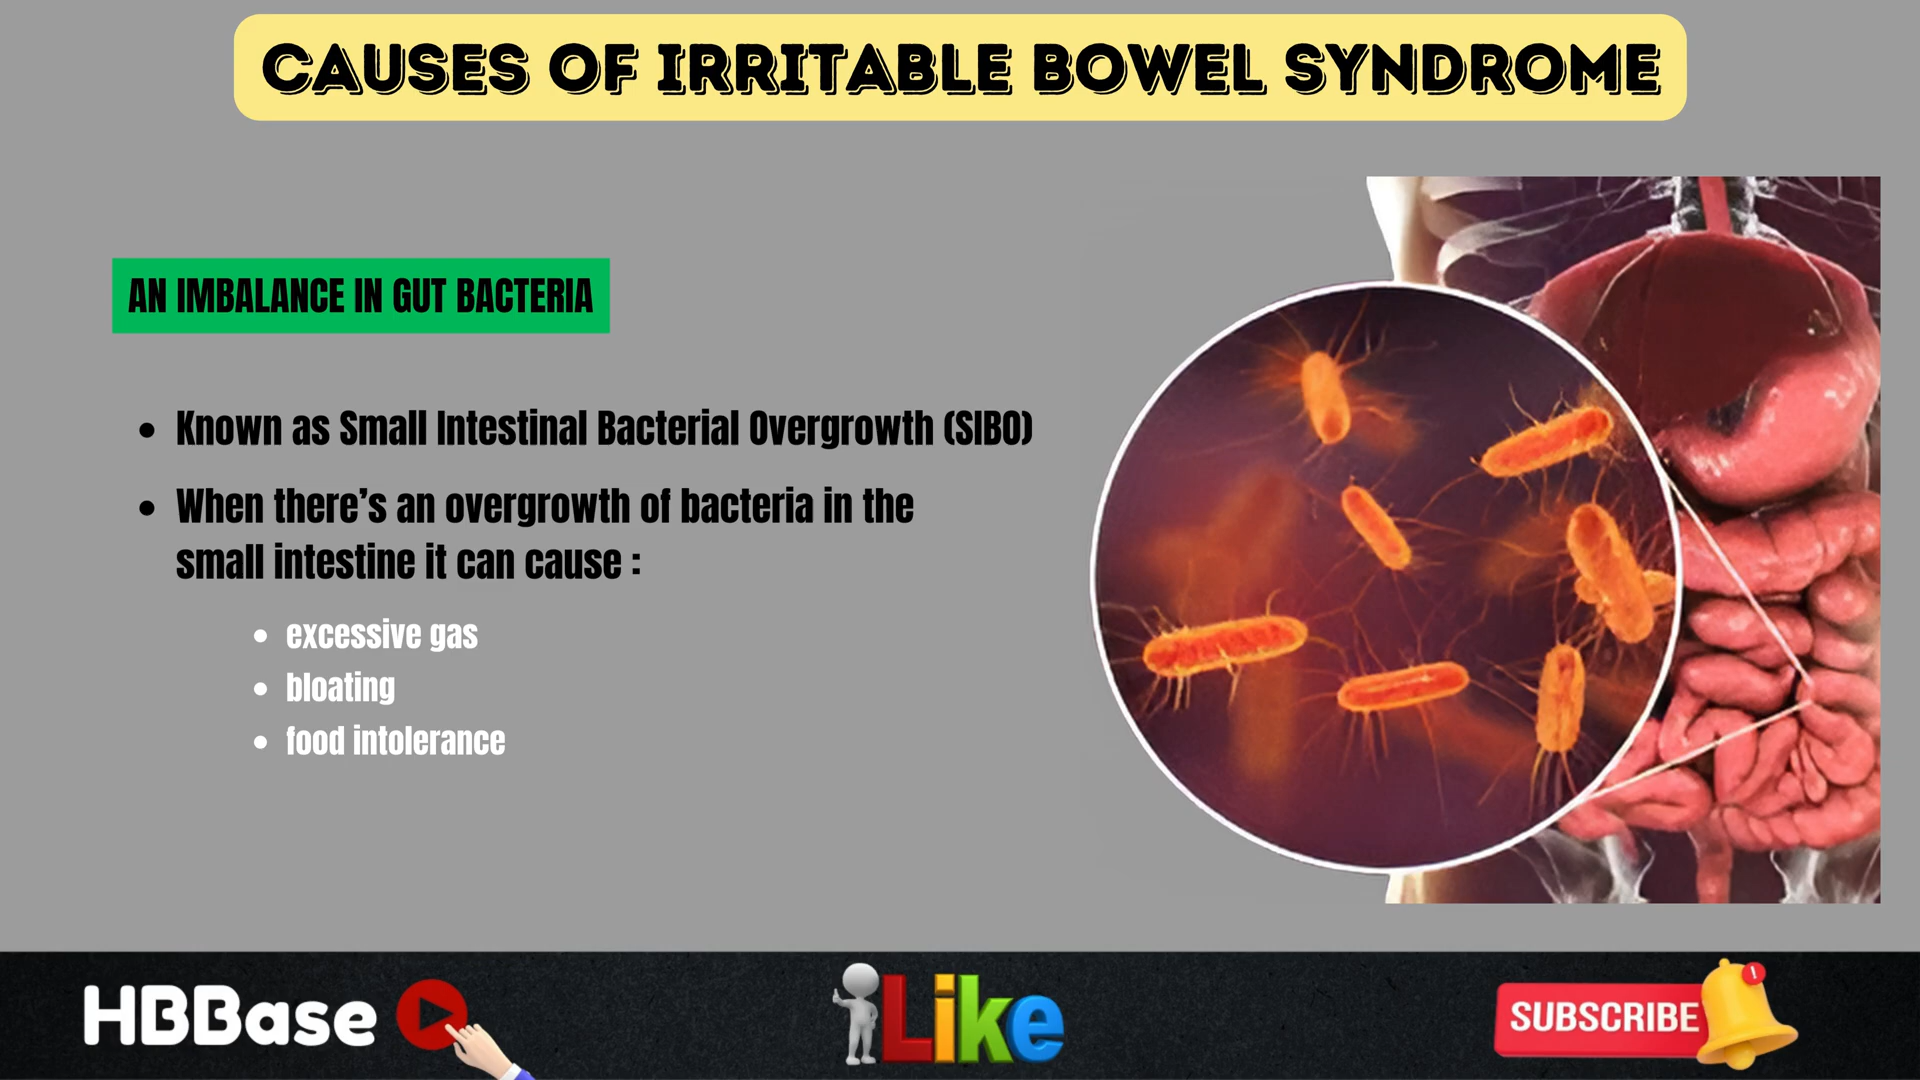 CAUSES OF IRRITABLE BOWEL SYNDROME
AN IMBALANCE IN GUT BACTERIA
• Known as Small Intestinal Bacterial Overgrowth (SIBO)
• When there’s an overgrowth of bacteria in the
small intestine it can cause :
• excessive gas
• bloating
• food intolerance
HBBase
Like
SUBSCRIBE
!